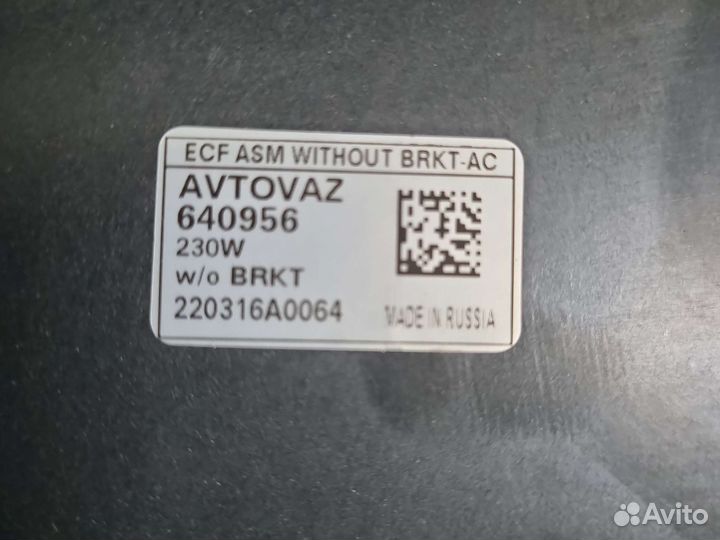 ECF ASM WITHOUT BRKT-AC
AVTOVAZ
640956
230W
w/o BRKT
220316A0064
MADE IN RUSSIA
Avito